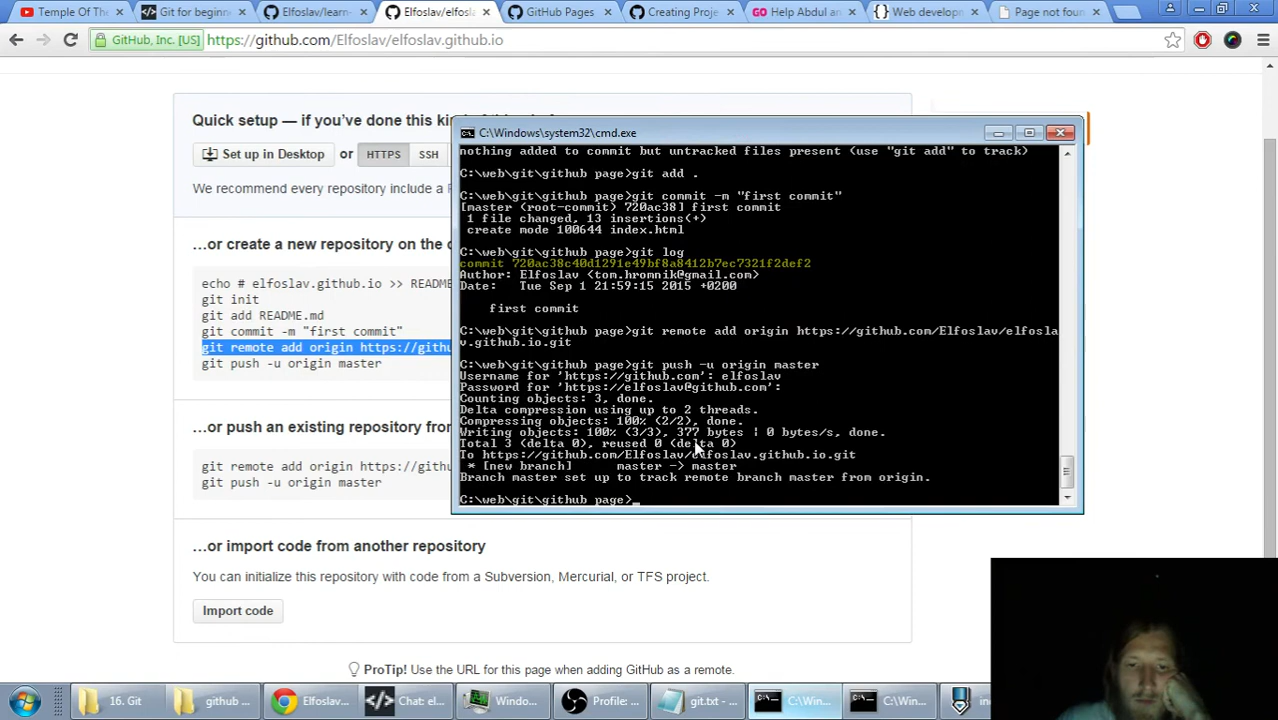 Temple Of The
Git for beginn
Elfoslav/learn-
Elfoslav/elfosl
GitHub Pages
Creating Proje
GO Help Abdul an
Web developm
Page not foun
GitHub, Inc. [US]
https://github.com/Elfoslav/elfoslav.github.io
Quick setup — if you've done this ki
Set up in Desktop
or
HTTPS
SSH
We recommend every repository include a R
…or create a new repository on the c
echo # elfoslav.github.io >> README
git init
git add README.md
git commit -m "first commit"
git remote add origin https://githu
git push -u origin master
…or push an existing repository from
git remote add origin https://githu
git push -u origin master
…or import code from another repository
You can initialize this repository with code from a Subversion, Mercurial, or TFS project.
Import code
ProTip! Use the URL for this page when adding GitHub as a remote.
C:\Windows\system32\cmd.exe
nothing added to commit but untracked files present (use "git add" to track)
C:\web\git\github page>git add .
C:\web\git\github page>git commit -m "first commit"
[master (root-commit) 720ac38] first commit
1 file changed, 13 insertions(+)
create mode 100644 index.html
C:\web\git\github page>git log
commit 720ac38c40d1291e49bf8a8412b7ec7321f2def2
Author: Elfoslav <tom.hromnik@gmail.com>
Date: Tue Sep 1 21:59:15 2015 +0200
first commit
C:\web\git\github page>git remote add origin https://github.com/Elfoslav/elfosla
v.github.io.git
C:\web\git\github page>git push -u origin master
Username for 'https://github.com': elfoslav
Password for 'https://elfoslav@github.com':
Counting objects: 3, done.
Delta compression using up to 2 threads.
Compressing objects: 100% (2/2), done.
Writing objects: 100% (3/3), 377 bytes | 0 bytes/s, done.
Total 3 (delta 0), reused 0 (delta 0)
To https://github.com/Elfoslav/elfoslav.github.io.git
* [new branch] master -> master
Branch master set up to track remote branch master from origin.
C:\web\git\github page>_
16. Git
github ...
Elfoslav...
Chat: el...
Windo...
Profile: ...
git.txt - ...
C:\Win...
C:\Win...
in